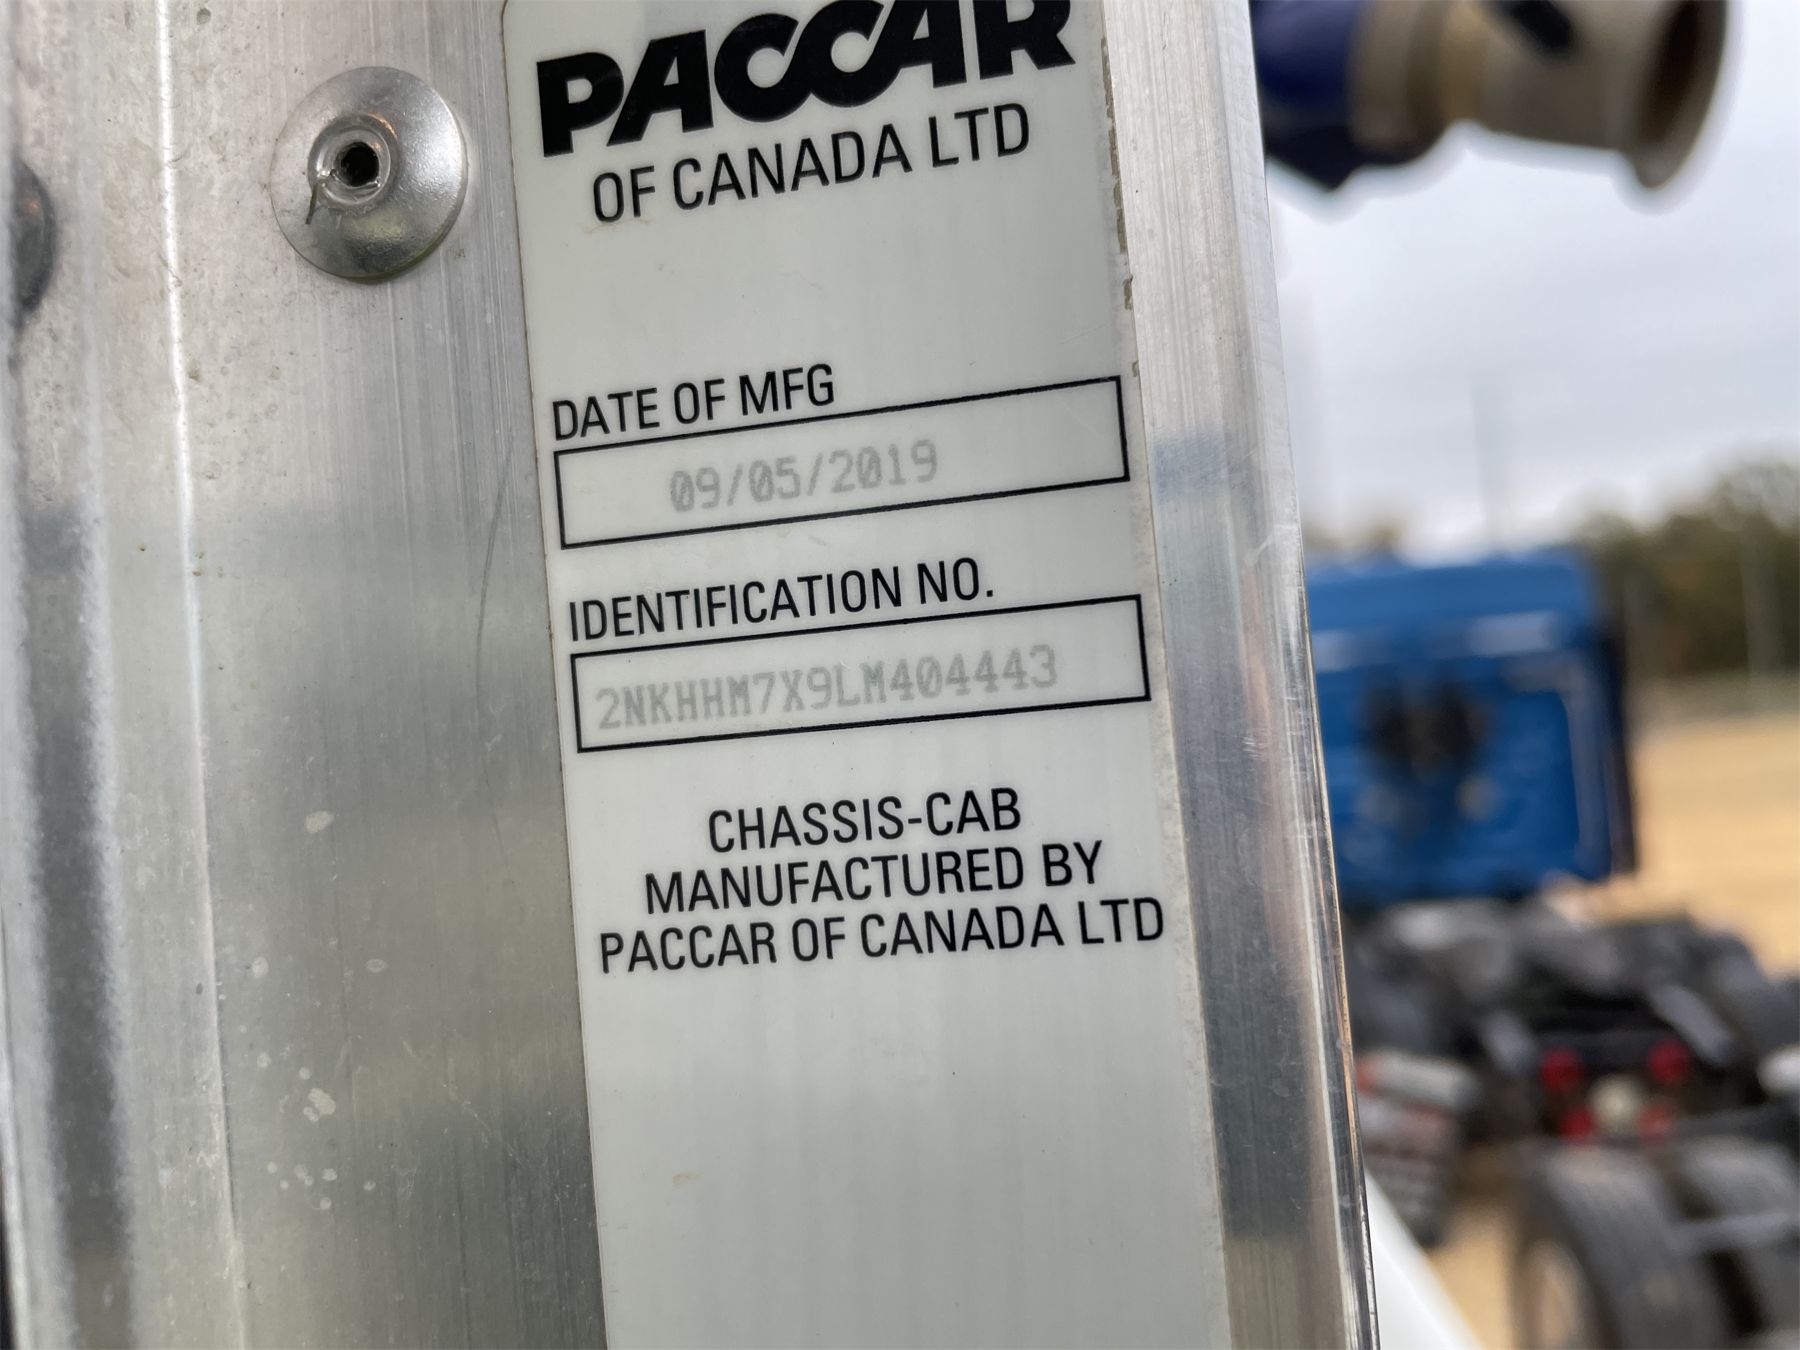 PACCAR
OF CANADA LTD
DATE OF MFG
09/05/2019
IDENTIFICATION NO.
2NKHHM7X9LM404443
CHASSIS-CAB
MANUFACTURED BY
PACCAR OF CANADA LTD